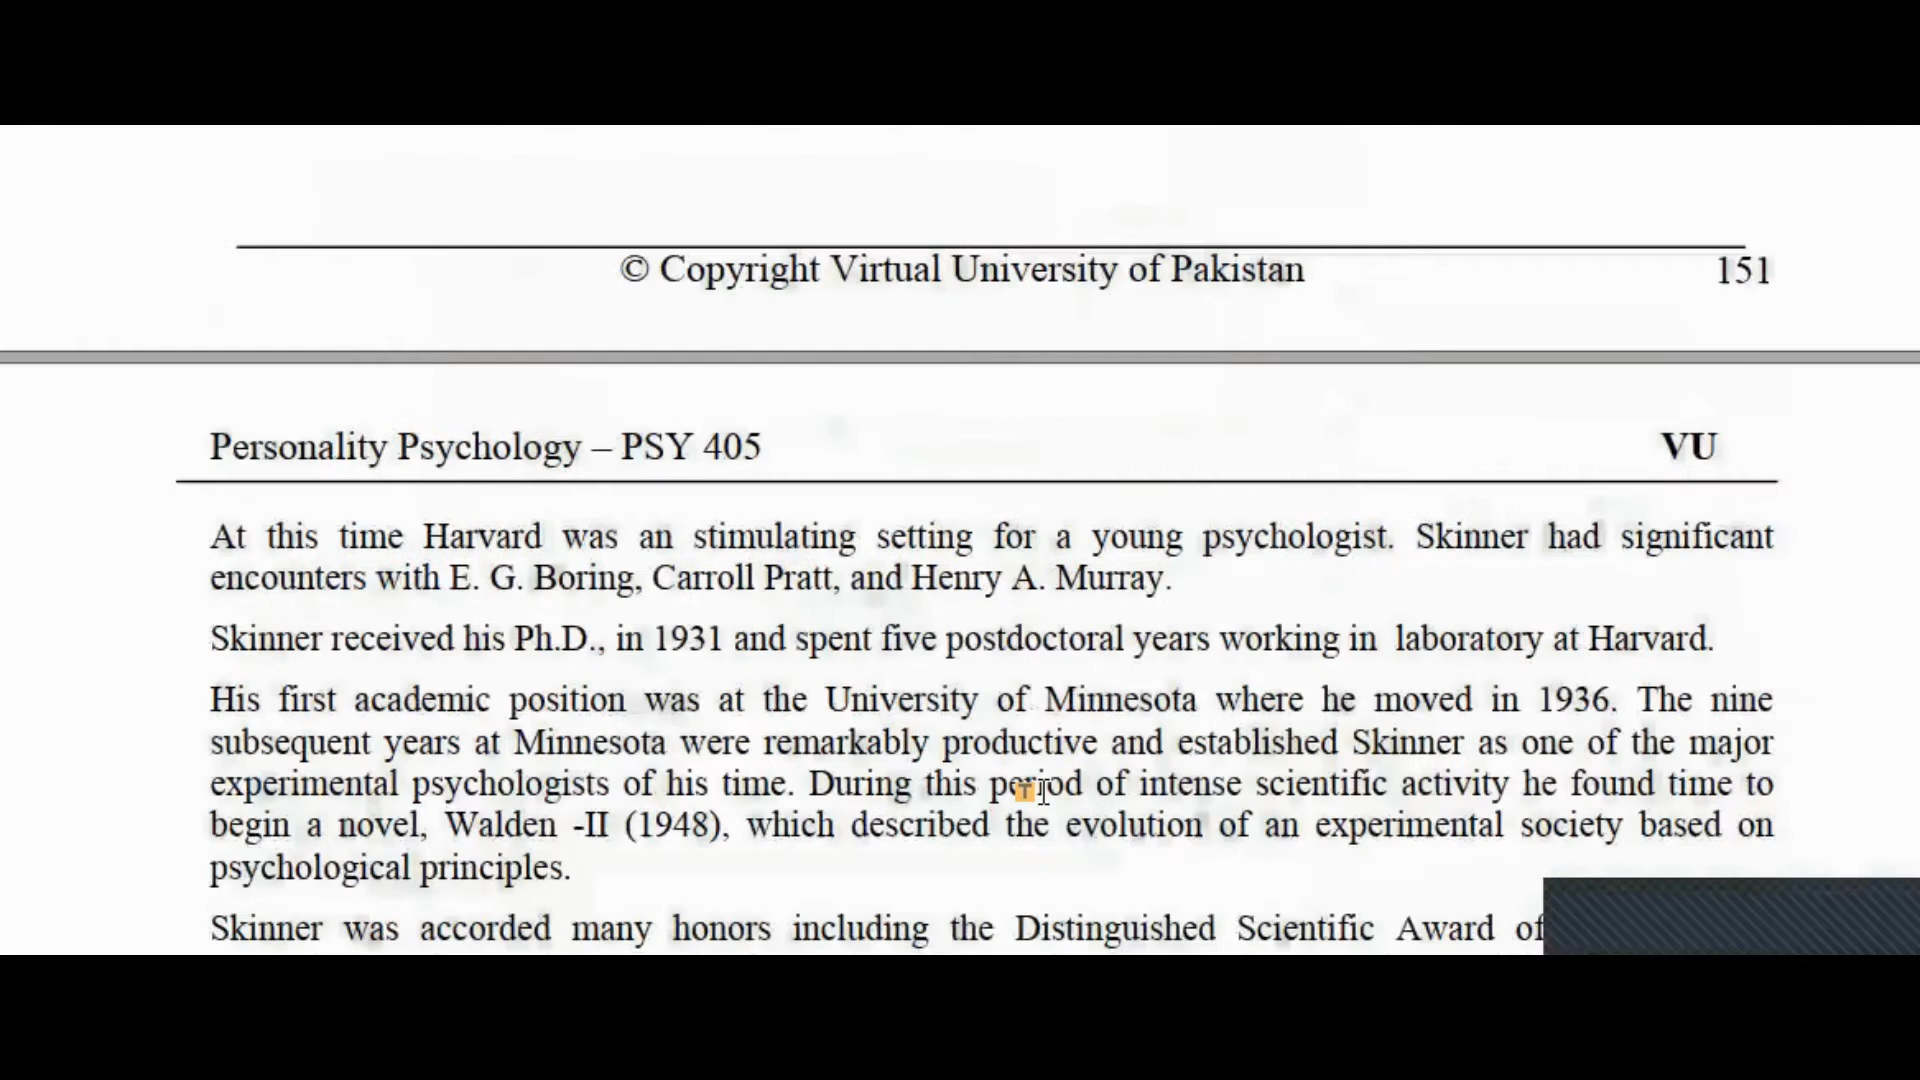 © Copyright Virtual University of Pakistan 151
Personality Psychology – PSY 405 VU
At this time Harvard was an stimulating setting for a young psychologist. Skinner had significant
encounters with E. G. Boring, Carroll Pratt, and Henry A. Murray.
Skinner received his Ph.D., in 1931 and spent five postdoctoral years working in laboratory at Harvard.
His first academic position was at the University of Minnesota where he moved in 1936. The nine
subsequent years at Minnesota were remarkably productive and established Skinner as one of the major
experimental psychologists of his time. During this period of intense scientific activity he found time to
begin a novel, Walden -II (1948), which described the evolution of an experimental society based on
psychological principles.
Skinner was accorded many honors including the Distinguished Scientific Award of